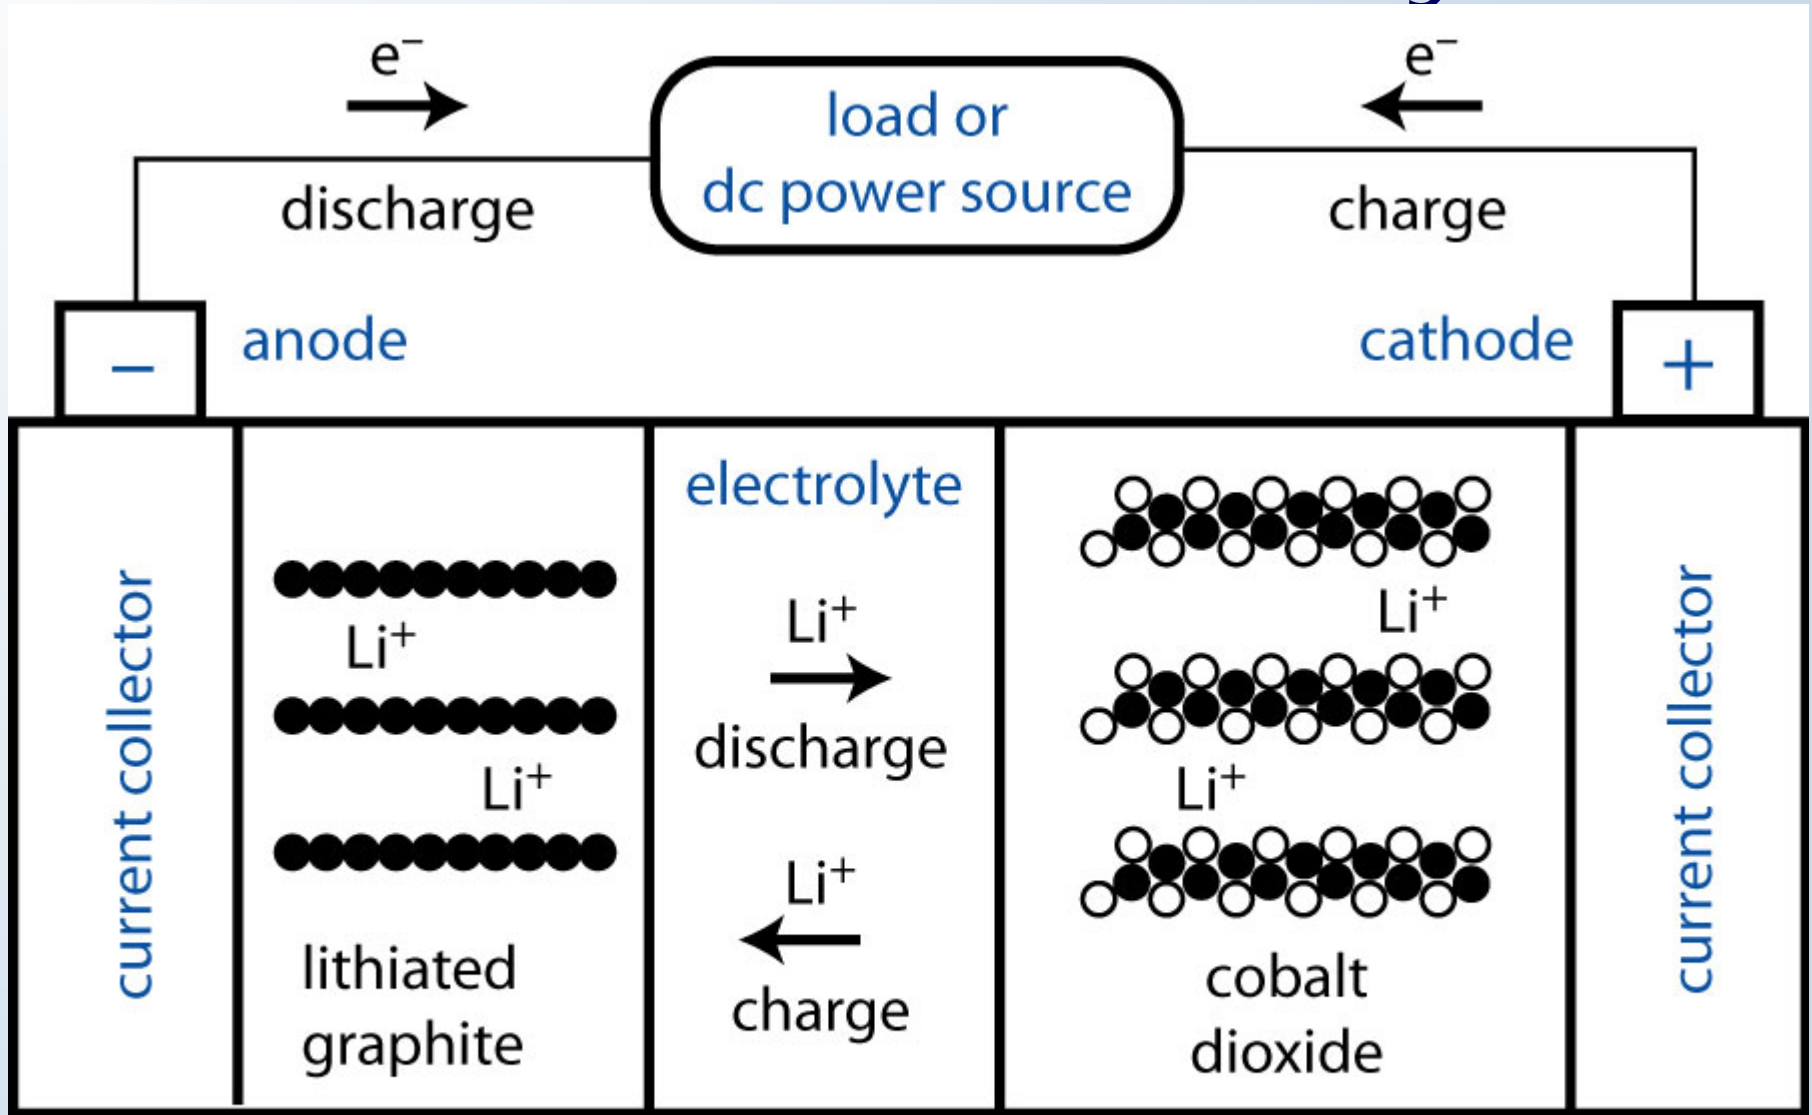 e⁻
e⁻
load or
dc power source
discharge
charge
−
anode
cathode
+
electrolyte
current collector
Li⁺
Li⁺
lithiated
graphite
Li⁺
discharge
Li⁺
charge
Li⁺
Li⁺
cobalt
dioxide
current collector